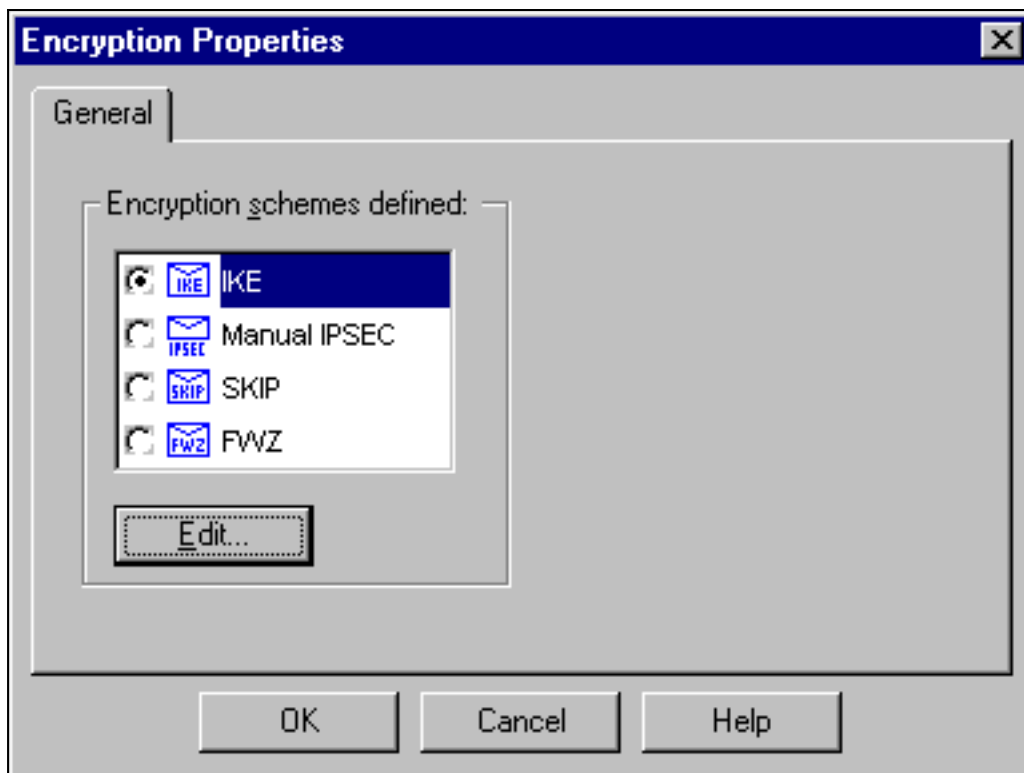 Encryption Properties
General
Encryption schemes defined:
IKE IKE
IPSEC Manual IPSEC
SKIP SKIP
FWZ FWZ
Edit...
OK Cancel Help